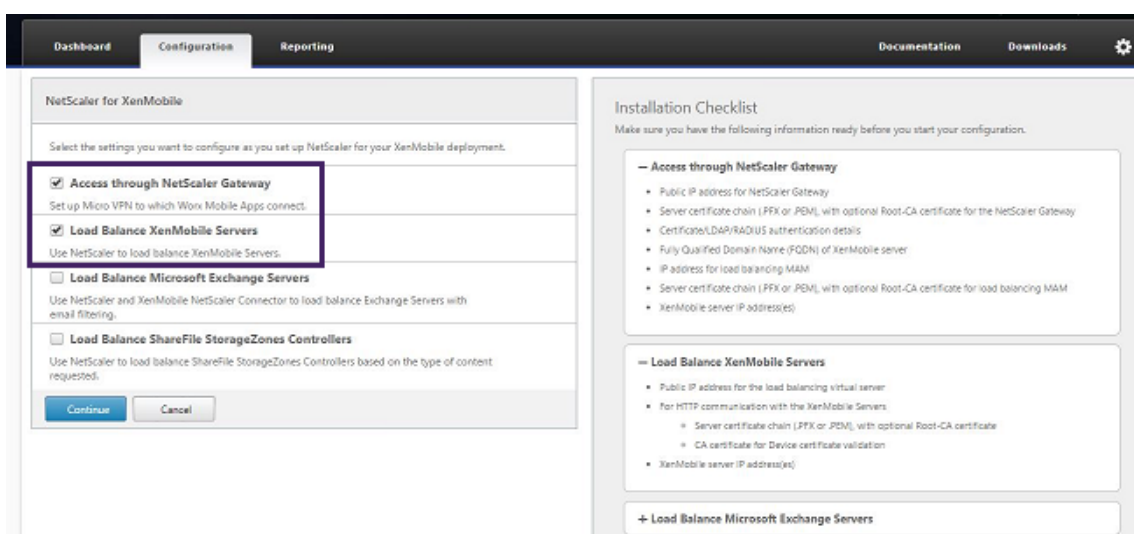 Dashboard Configuration Reporting Documentation Downloads
NetScaler for XenMobile
Select the settings you want to configure as you set up NetScaler for your XenMobile deployment.
Access through NetScaler Gateway
Set up Micro VPN to which Worx Mobile Apps connect.
Load Balance XenMobile Servers
Use NetScaler to load balance XenMobile Servers.
Load Balance Microsoft Exchange Servers
Use NetScaler and XenMobile NetScaler Connector to load balance Exchange Servers with
email filtering.
Load Balance ShareFile StorageZones Controllers
Use NetScaler to load balance ShareFile StorageZones Controllers based on the type of content
requested.
Continue Cancel
Installation Checklist
Make sure you have the following information ready before you start your configuration.
— Access through NetScaler Gateway
• Public IP address for NetScaler Gateway
• Server certificate chain (.PFX or .PEM), with optional Root-CA certificate for the NetScaler Gateway
• Certificate/LDAP/RADIUS authentication details
• Fully Qualified Domain Name (FQDN) of XenMobile server
• IP address for load balancing MAM
• Server certificate chain (.PFX or .PEM), with optional Root-CA certificate for load balancing MAM
• XenMobile server IP address(es)
— Load Balance XenMobile Servers
• Public IP address for the load balancing virtual server
• For HTTP communication with the XenMobile Servers
Server certificate chain (.PFX or .PEM), with optional Root-CA certificate
CA certificate for Device certificate validation
• XenMobile server IP address(es)
+ Load Balance Microsoft Exchange Servers